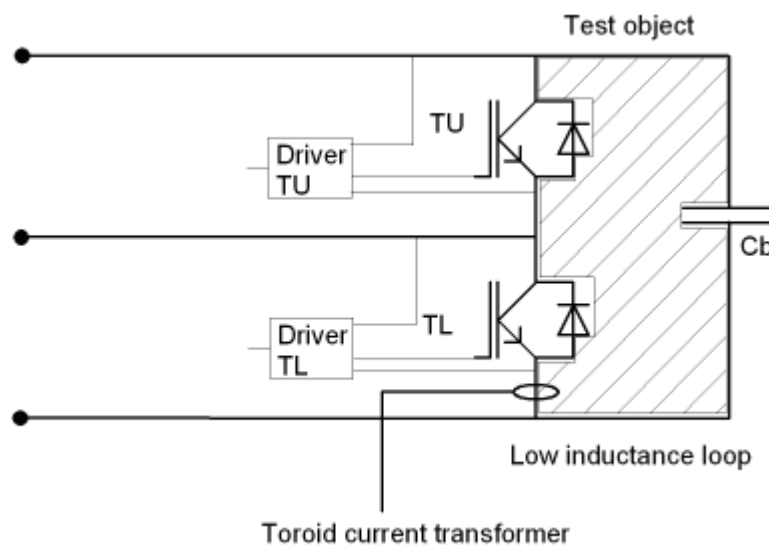 Test object
TU
Driver
TU
Cb
TL
Driver
TL
Low inductance loop
Toroid current transformer